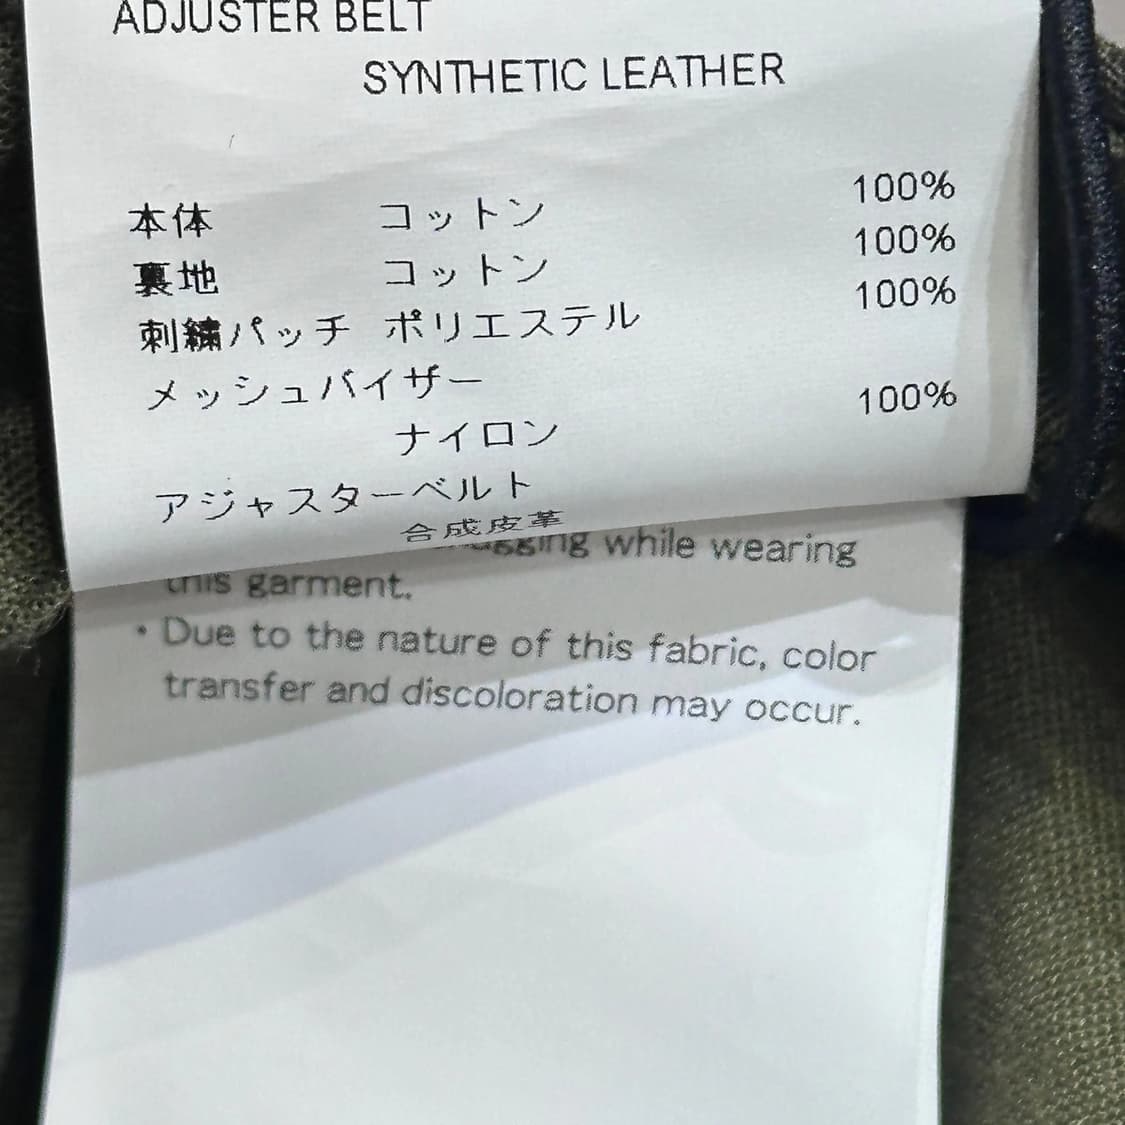 ADJUSTER BELT
SYNTHETIC LEATHER
本体 コットン 100%
裏地 コットン 100%
刺繍パッチ ポリエステル 100%
メッシュバイザー
ナイロン 100%
アジャスターベルト
合成皮革
while wearing
this garment.
• Due to the nature of this fabric, color
transfer and discoloration may occur.